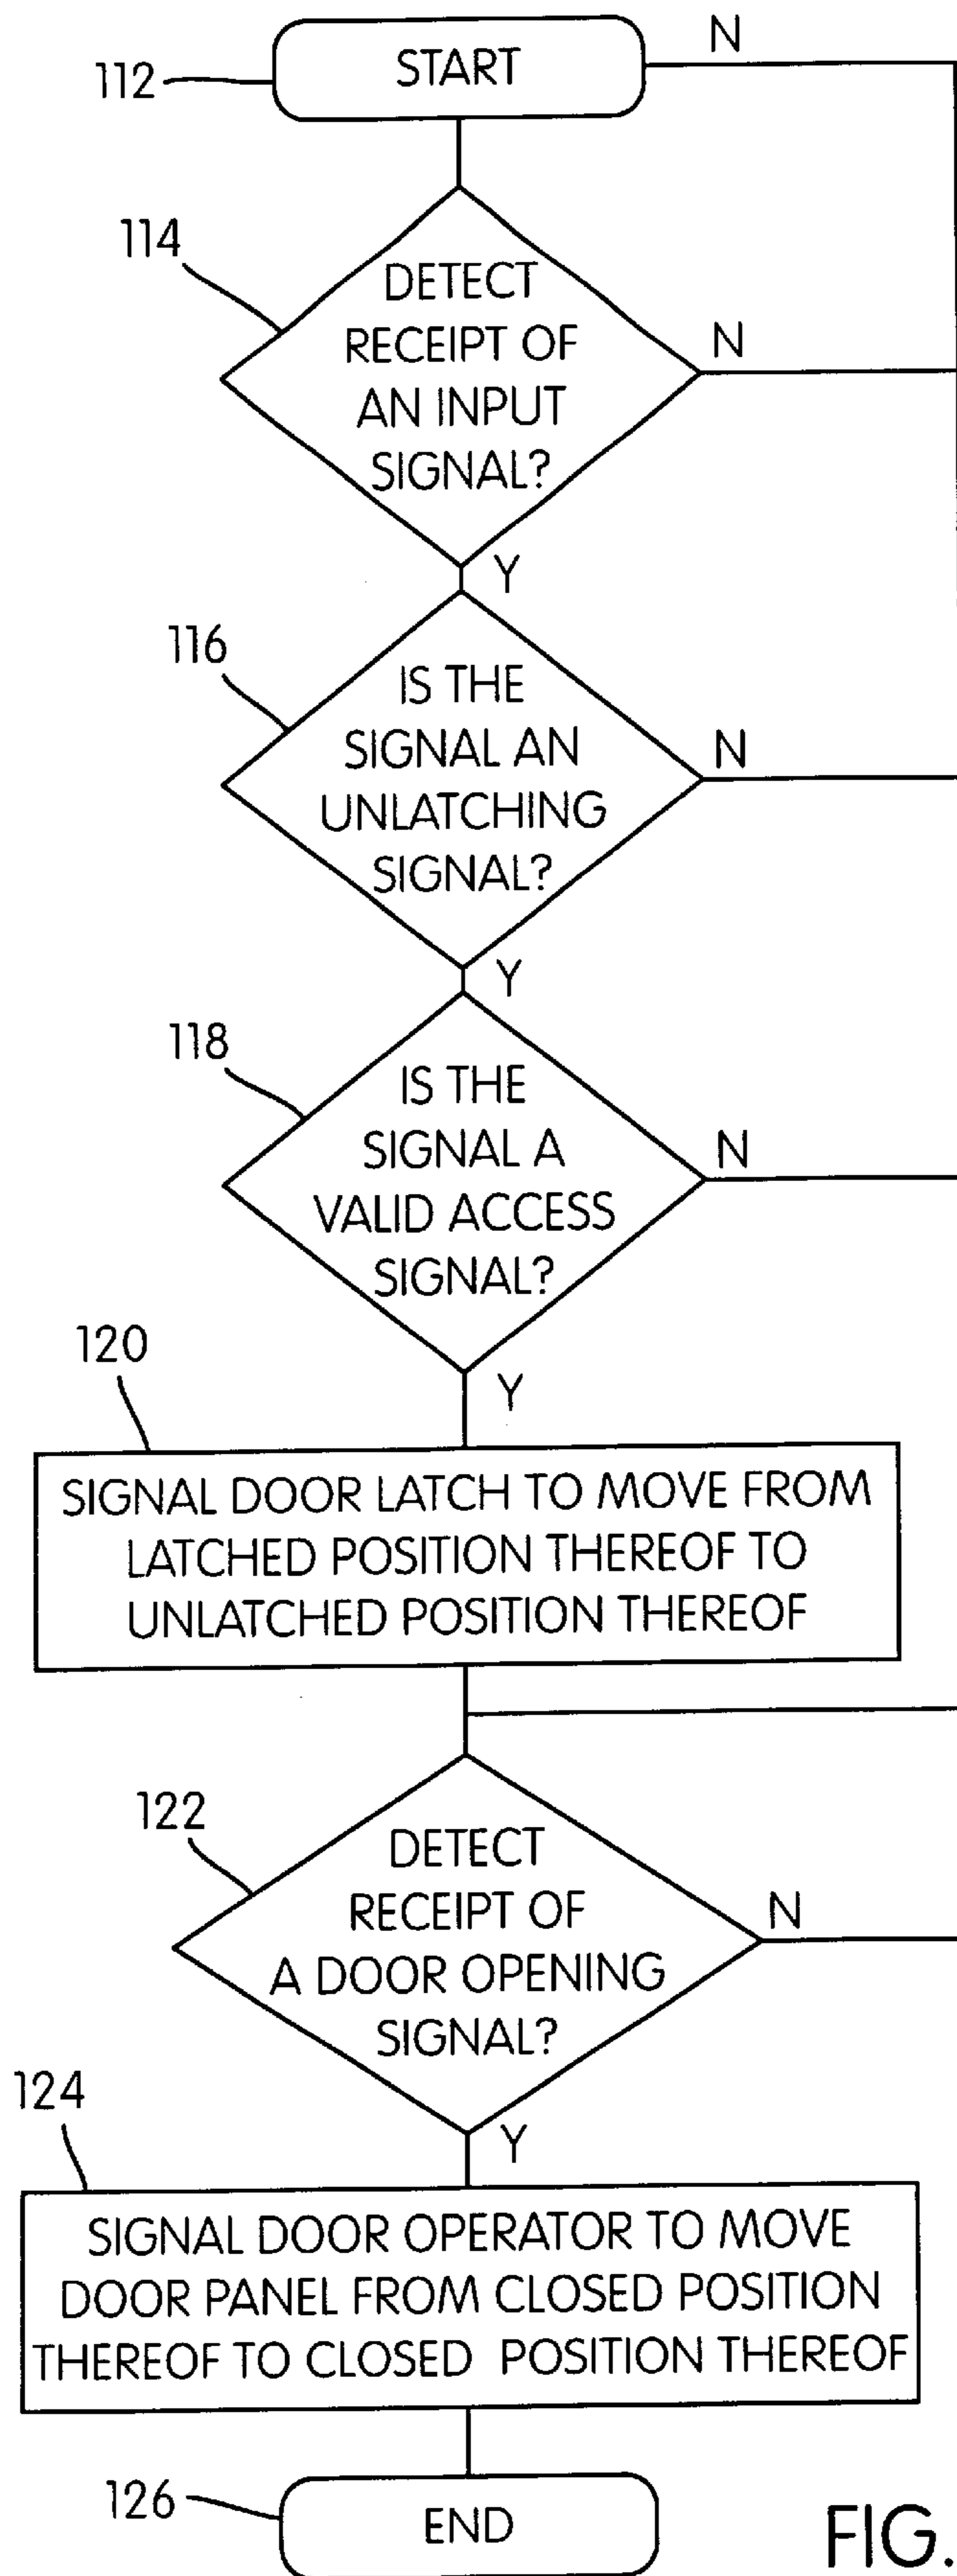 START
N
112
114
DETECT
RECEIPT OF
AN INPUT
SIGNAL?
N
Y
116
IS THE
SIGNAL AN
UNLATCHING
SIGNAL?
N
Y
118
IS THE
SIGNAL A
VALID ACCESS
SIGNAL?
N
Y
120
SIGNAL DOOR LATCH TO MOVE FROM
LATCHED POSITION THEREOF TO
UNLATCHED POSITION THEREOF
122
DETECT
RECEIPT OF
A DOOR OPENING
SIGNAL?
N
Y
124
SIGNAL DOOR OPERATOR TO MOVE
DOOR PANEL FROM CLOSED POSITION
THEREOF TO CLOSED POSITION THEREOF
126
END
FIG.